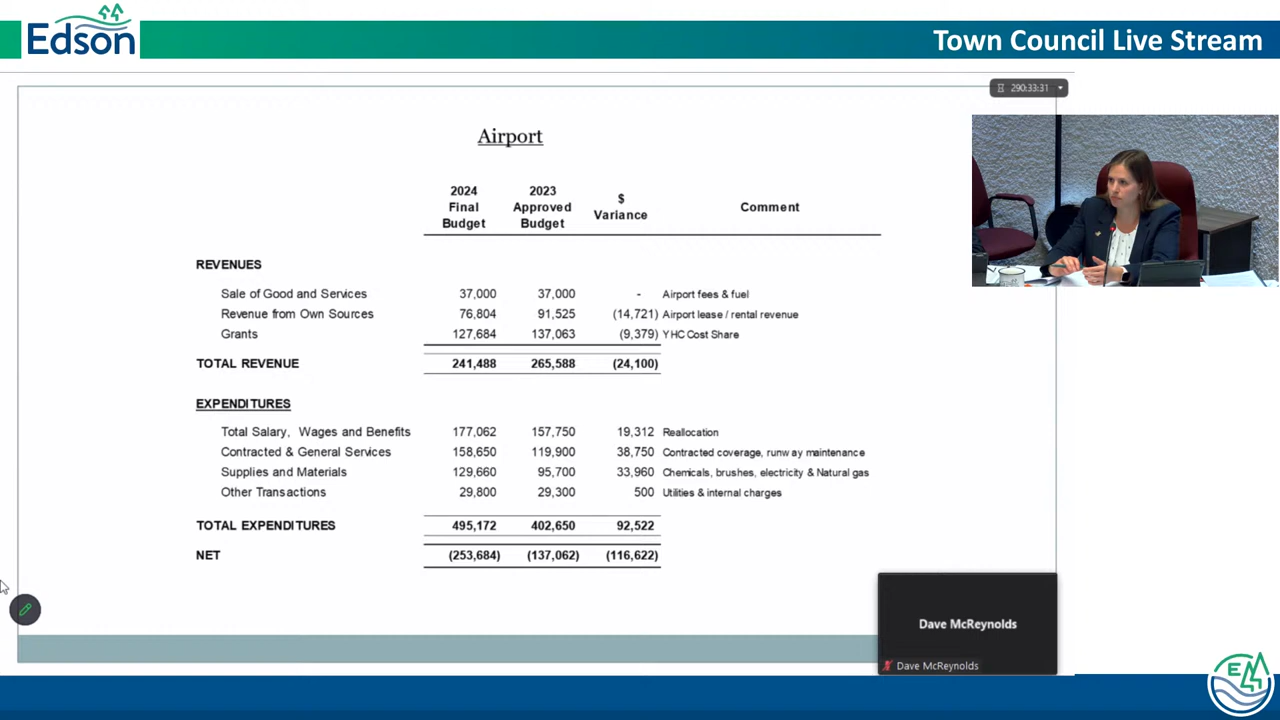 Edson
Town Council Live Stream
290:33:31
Airport
2024 Final Budget
2023 Approved Budget
$ Variance
Comment
REVENUES
Sale of Good and Services 37,000 37,000 - Airport fees & fuel
Revenue from Own Sources 76,804 91,525 (14,721) Airport lease / rental revenue
Grants 127,684 137,063 (9,379) YHC Cost Share
TOTAL REVENUE 241,488 265,588 (24,100)
EXPENDITURES
Total Salary, Wages and Benefits 177,062 157,750 19,312 Reallocation
Contracted & General Services 158,650 119,900 38,750 Contracted coverage, runway maintenance
Supplies and Materials 129,660 95,700 33,960 Chemicals, brushes, electricity & Natural gas
Other Transactions 29,800 29,300 500 Utilities & internal charges
TOTAL EXPENDITURES 495,172 402,650 92,522
NET (253,684) (137,062) (116,622)
Dave McReynolds
Dave McReynolds